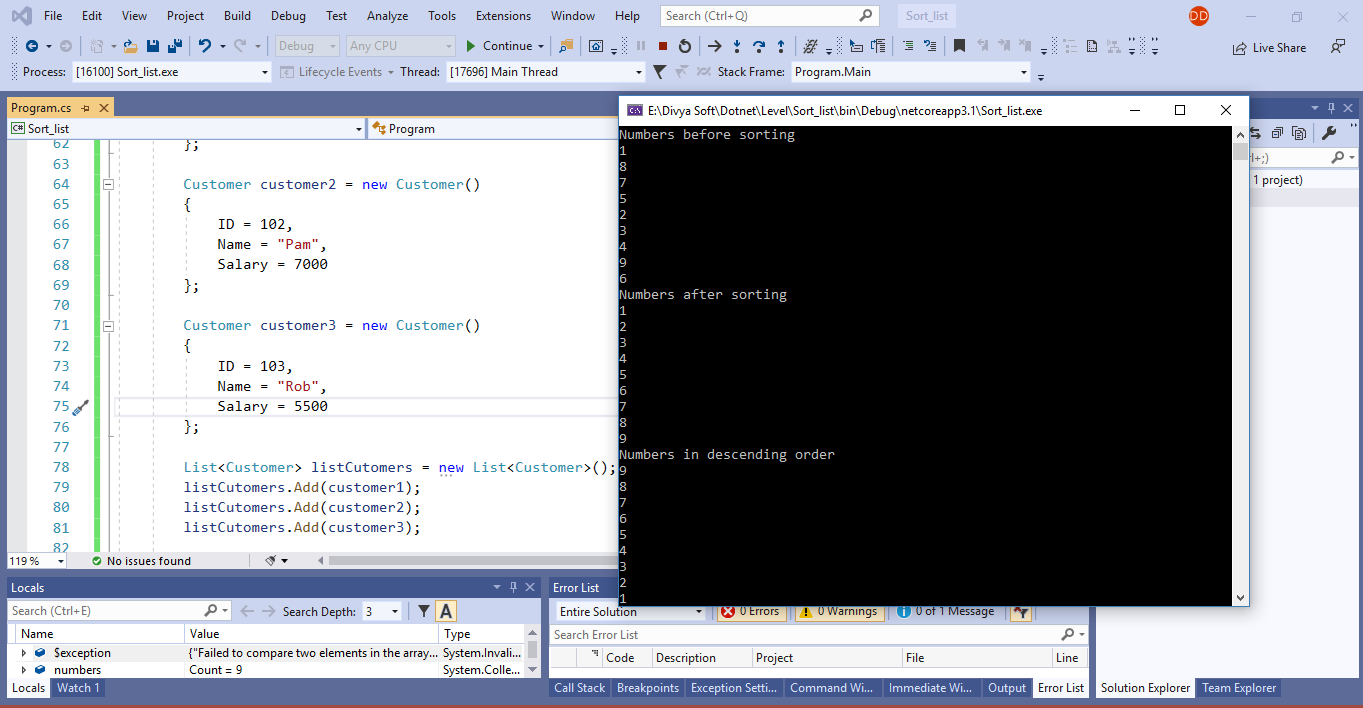 File Edit View Project Build Debug Test Analyze Tools Extensions Window Help Search (Ctrl+Q) Sort_list DD
Debug Any CPU Continue Live Share
Process: [16100] Sort_list.exe Lifecycle Events Thread: [17696] Main Thread Stack Frame: Program.Main
Program.cs
C# Sort_list Program
62 };
63
64 Customer customer2 = new Customer()
65 {
66 ID = 102,
67 Name = "Pam",
68 Salary = 7000
69 };
70
71 Customer customer3 = new Customer()
72 {
73 ID = 103,
74 Name = "Rob",
75 Salary = 5500
76 };
77
78 List<Customer> listCutomers = new List<Customer>();
79 listCutomers.Add(customer1);
80 listCutomers.Add(customer2);
81 listCutomers.Add(customer3);
82
119 % No issues found
E:\Divya Soft\Dotnet\Level\Sort_list\bin\Debug\netcoreapp3.1\Sort_list.exe
Numbers before sorting
1
8
7
5
2
3
4
9
6
Numbers after sorting
1
2
3
4
5
6
7
8
9
Numbers in descending order
9
8
7
6
5
4
3
2
1
rl+;)
1 project)
Locals
Search (Ctrl+E) Search Depth: 3 A
Name Value Type
$exception {"Failed to compare two elements in the array... System.Invali...
numbers Count = 9 System.Colle...
Locals Watch 1
Error List
Entire Solution 0 Errors 0 Warnings 0 of 1 Message
Search Error List
Code Description Project File Line
Call Stack Breakpoints Exception Setti... Command Wi... Immediate Wi... Output Error List
Solution Explorer Team Explorer